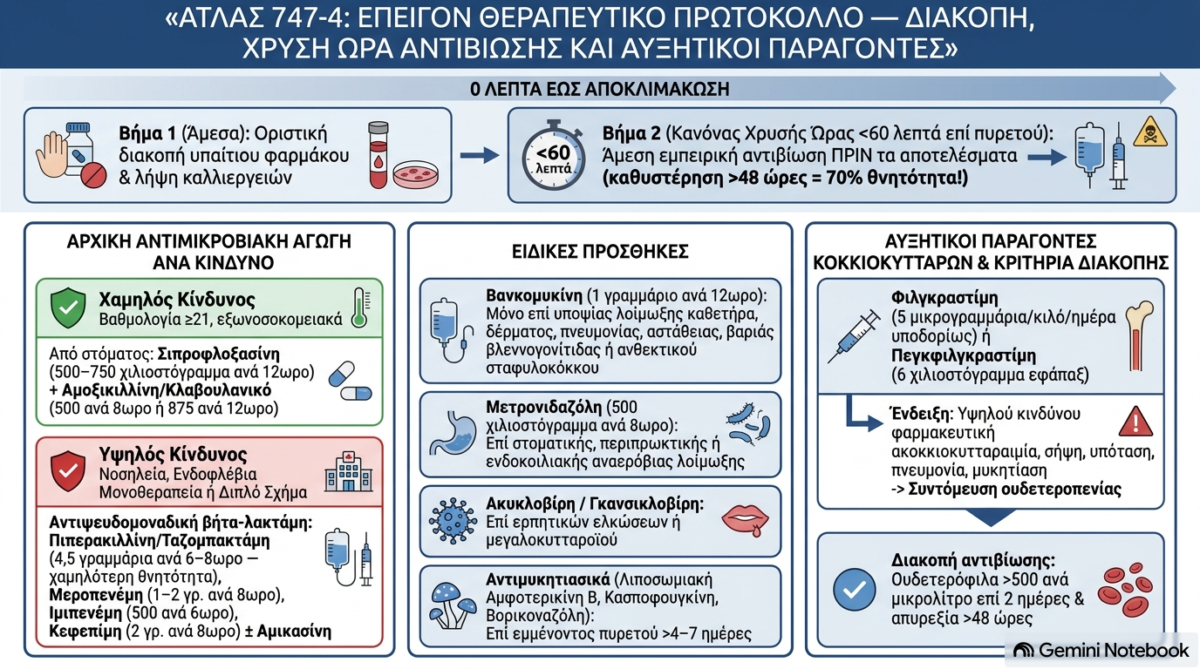 «ΑΤΛΑΣ 747-4: ΕΠΕΙΓΟΝ ΘΕΡΑΠΕΥΤΙΚΟ ΠΡΩΤΟΚΟΛΛΟ — ΔΙΑΚΟΠΗ,
ΧΡΥΣΗ ΩΡΑ ΑΝΤΙΒΙΩΣΗΣ ΚΑΙ ΑΥΞΗΤΙΚΟΙ ΠΑΡΑΓΟΝΤΕΣ»
0 ΛΕΠΤΑ ΕΩΣ ΑΠΟΚΛΙΜΑΚΩΣΗ
Βήμα 1 (Άμεσα): Οριστική
διακοπή υπαίτιου φαρμάκου
& λήψη καλλιεργειών
<60
λεπτά
Βήμα 2 (Κανόνας Χρυσής Ώρας <60 λεπτά επί πυρετού):
Άμεση εμπειρική αντιβίωση ΠΡΙΝ τα αποτελέσματα
(καθυστέρηση >48 ώρες = 70% θνητότητα!)
ΑΡΧΙΚΗ ΑΝΤΙΜΙΚΡΟΒΙΑΚΗ ΑΓΩΓΗ
ΑΝΑ ΚΙΝΔΥΝΟ
Χαμηλός Κίνδυνος
Βαθμολογία ≥21, εξωνοσοκομειακά
Από στόματος: Σιπροφλοξασίνη
(500–750 χιλιοστόγραμμα ανά 12ωρο)
+ Αμοξικιλλίνη/Κλαβουλανικό
(500 ανά 8ωρο ή 875 ανά 12ωρο)
Υψηλός Κίνδυνος
Νοσηλεία, Ενδοφλέβια
Μονοθεραπεία ή Διπλό Σχήμα
Αντιψευδομοναδική βήτα-λακτάμη:
Πιπερακιλλίνη/Ταζομπακτάμη
(4,5 γραμμάρια ανά 6–8ωρο —
χαμηλότερη θνητότητα),
Μεροπενέμη (1–2 γρ. ανά 8ωρο),
Ιμιπενέμη (500 ανά 6ωρο),
Κεφεπίμη (2 γρ. ανά 8ωρο) ± Αμικασίνη
ΕΙΔΙΚΕΣ ΠΡΟΣΘΗΚΕΣ
Βανκομυκίνη (1 γραμμάριο ανά 12ωρο):
Μόνο επί υποψίας λοίμωξης καθετήρα,
δέρματος, πνευμονίας, αστάθειας, βαριάς
βλεννογονίτιδας ή ανθεκτικού
σταφυλοκόκκου
Μετρονιδαζόλη (500
χιλιοστόγραμμα ανά 8ωρο):
Επί στοματικής, περιπρωκτικής ή
ενδοκοιλιακής αναερόβιας λοίμωξης
Ακυκλοβίρη / Γκανσικλοβίρη:
Επί ερπητικών ελκώσεων ή
μεγαλοκυτταροϊού
Αντιμυκητιασικά (Λιποσωμιακή
Αμφοτερικίνη Β, Κασποφουγκίνη,
Βορικοναζόλη):
Επί εμμένοντος πυρετού >4–7 ημέρες
ΑΥΞΗΤΙΚΟΙ ΠΑΡΑΓΟΝΤΕΣ
ΚΟΚΚΙΟΚΥΤΤΑΡΩΝ & ΚΡΙΤΗΡΙΑ ΔΙΑΚΟΠΗΣ
Φιλγκραστίμη
(5 μικρογραμμάρια/κιλό/ημέρα
υποδορίως) ή
Πεγκφιλγκραστίμη
(6 χιλιοστόγραμμα εφάπαξ)
Ένδειξη: Υψηλού κινδύνου
φαρμακευτική
ακοκκιοκυτταραιμία, σήψη, υπόταση,
πνευμονία, μυκητίαση
-> Συντόμευση ουδετεροπενίας
Διακοπή αντιβίωσης:
Ουδετερόφιλα >500 ανά
μικρολίτρο επί 2 ημέρες &
απυρεξία >48 ώρες
Gemini Notebook